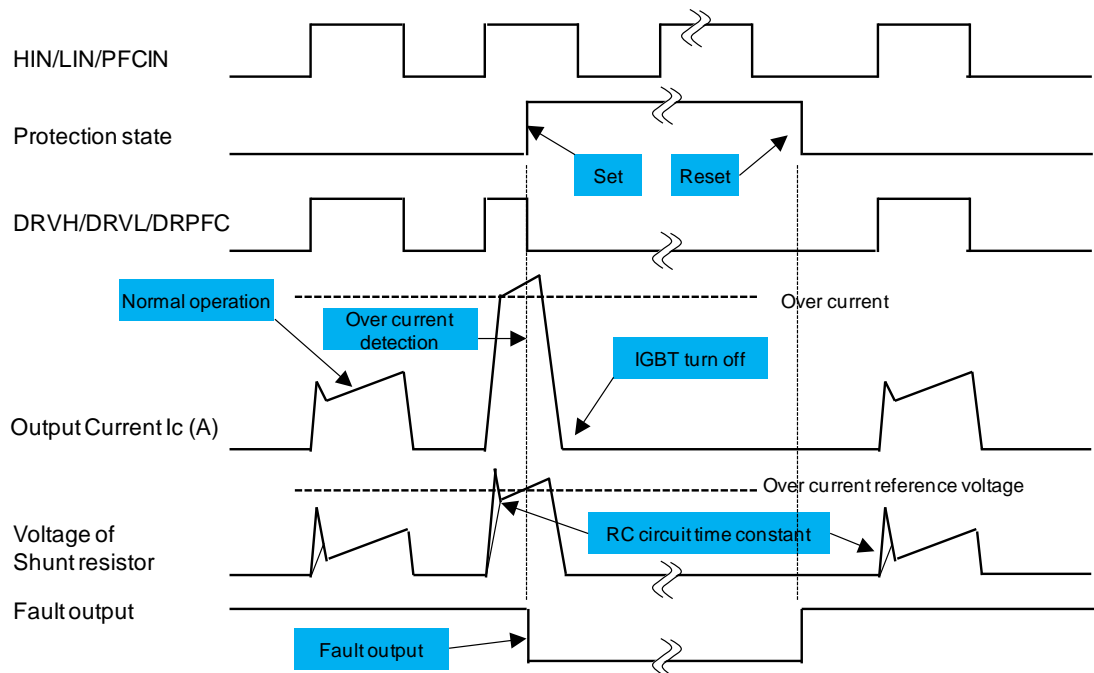 HIN/LIN/PFCIN
Protection state
Set
Reset
DRVH/DRVL/DRPFC
Normal operation
Over current
Over current
detection
IGBT turn off
Output Current Ic (A)
Over current reference voltage
RC circuit time constant
Voltage of
Shunt resistor
Fault output
Fault output